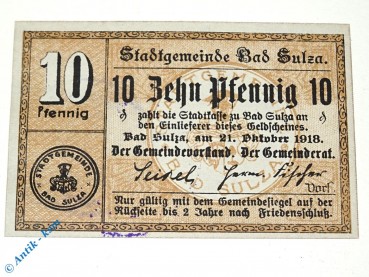 Stadtgemeinde Bad Sulza.
10
Pfennig
10 Zehn Pfennig 10
zahlt die Stadtkasse zu Bad Sulza an
den Einlieferer dieses Geldscheines.
Bad Sulza, am 21. Oktober 1918.
Der Gemeindevorstand. Der Gemeinderat.
Vors.
STADTGEMEINDE
BAD SULZA
Nur gültig mit dem Gemeindesiegel auf der
Rückseite bis 2 Jahre nach Friedensschluß.
© Antik - Kon